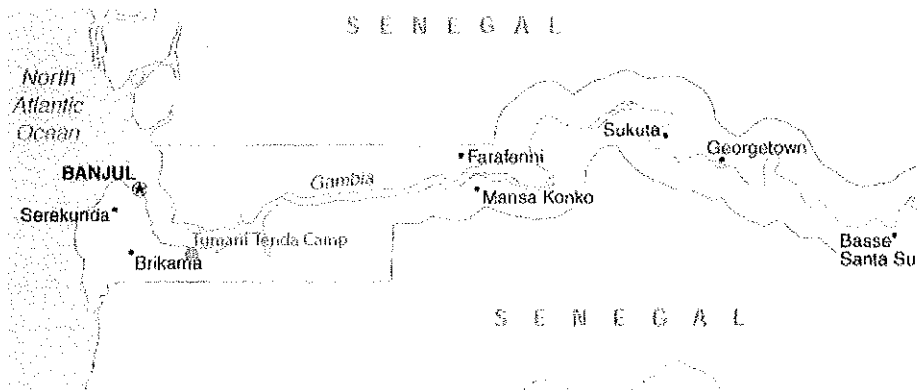 SENEGAL
North
Atlantic
Ocean
BANJUL
Serekunda
Brikama
Tumani Tenda Camp
Gambia
Farafenni
Mansa Konko
Sukuta
Georgetown
Basse
Santa Su
SENEGAL